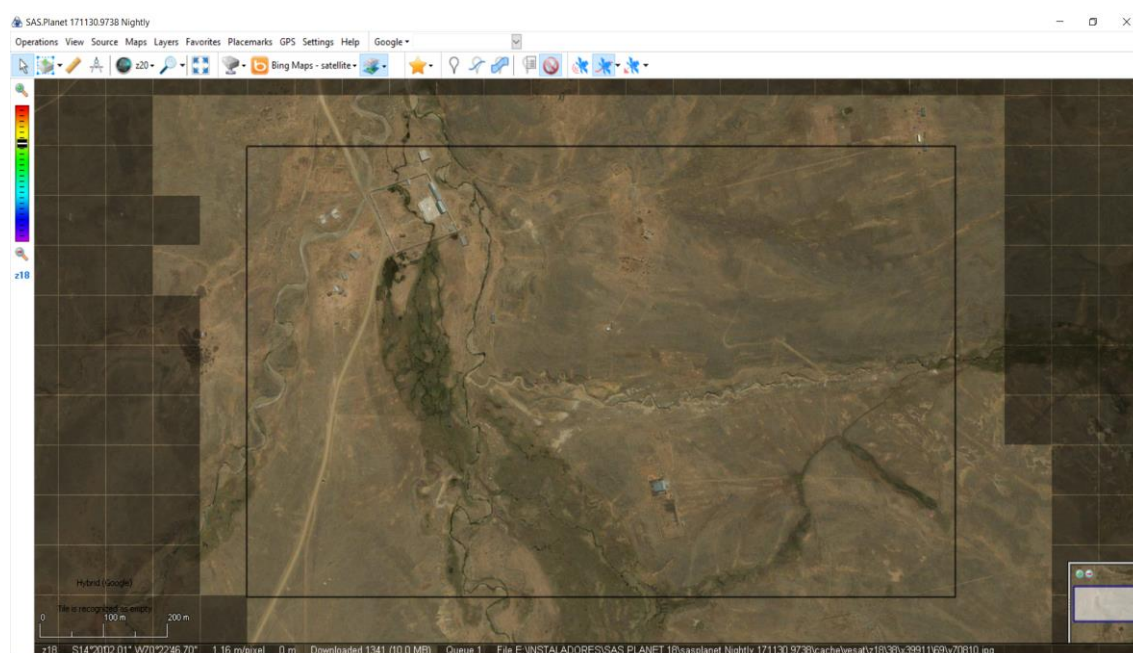 SAS.Planet 171130.9738 Nightly
Operations View Source Maps Layers Favorites Placemarks GPS Settings Help Google
z20 Bing Maps - satellite
z18
Hybrid (Google)
Tile is recognized as empty
0 100 m 200 m
z18 S14°20'02.01" W70°22'46.70" 1.16 m/pixel 0 m Downloaded 1341 (10.0 MB) Queue 1 File E:\INSTALADORES\SAS PLANET 18\sasplanet Nightly 171130.9738\cache\vesat\z18\38\x39911\69\y70810.jpg